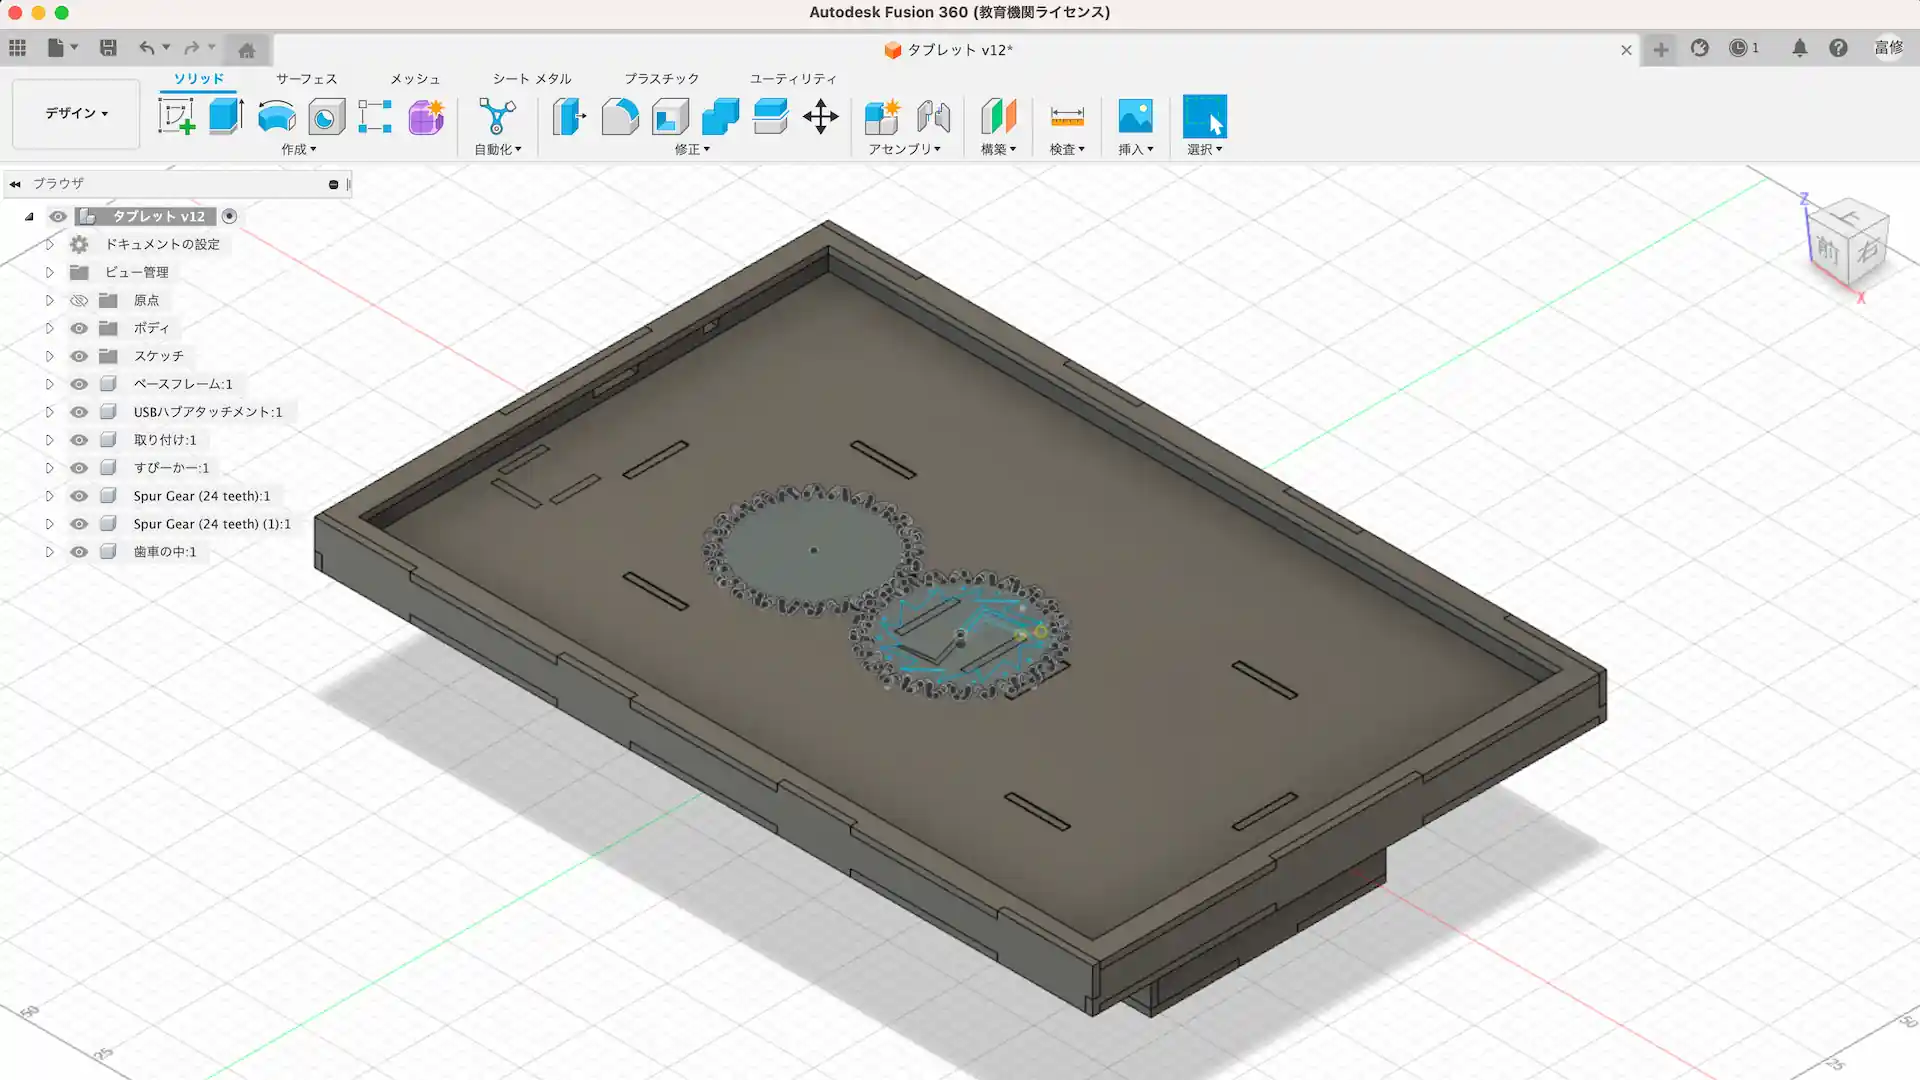 Autodesk Fusion 360 (教育機関ライセンス)
タブレット v12*
1
富修
デザイン
ソリッド
サーフェス
メッシュ
シート メタル
プラスチック
ユーティリティ
作成
自動化
修正
アセンブリ
構築
検査
挿入
選択
ブラウザ
タブレット v12
ドキュメントの設定
ビュー管理
原点
ボディ
スケッチ
ベースフレーム:1
USBハブアタッチメント:1
取り付け:1
すぴーかー:1
Spur Gear (24 teeth):1
Spur Gear (24 teeth) (1):1
歯車の中:1
Z
上
前
右
X
50
25
50
25